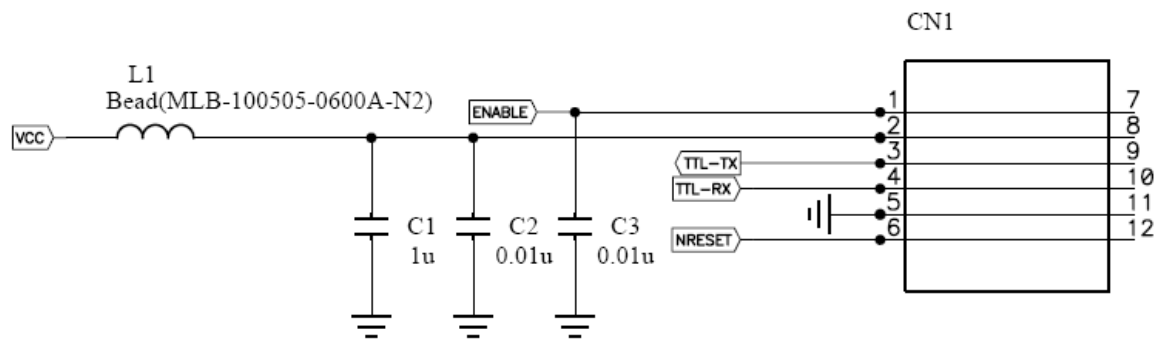 CN1
L1
Bead(MLB-100505-0600A-N2)
ENABLE
1
7
VCC
2
8
TTL-TX
3
9
TTL-RX
4
10
5
11
NRESET
6
12
C1
1u
C2
0.01u
C3
0.01u